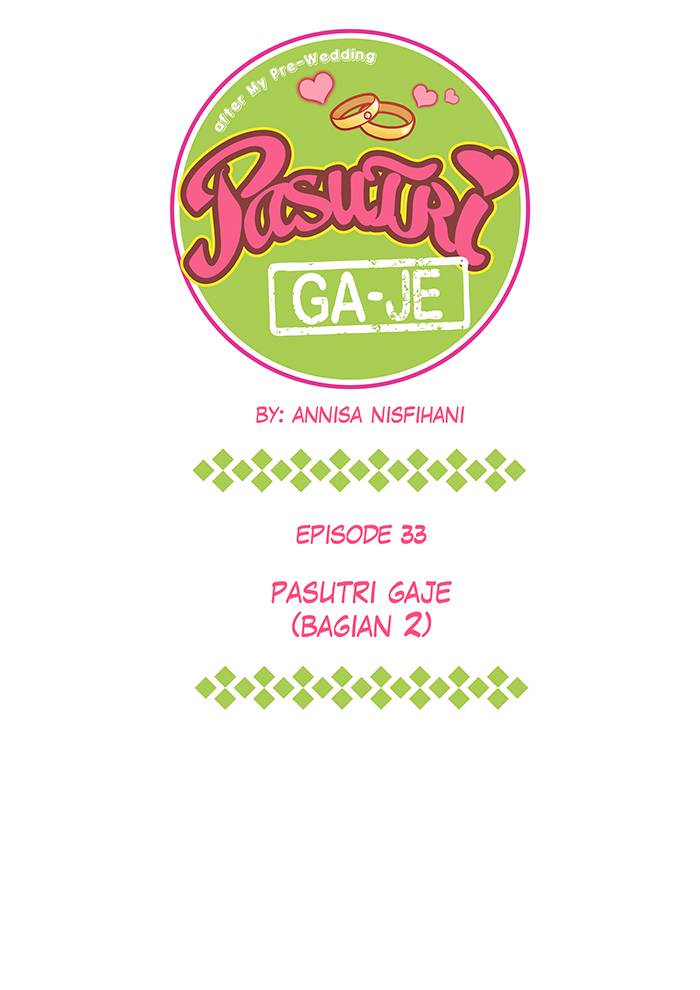 after My Pre-Wedding
Pasutri
GA-JE
BY: ANNISA NISFIHANI
EPISODE 33
PASUTRI GAJE
(BAGIAN 2)